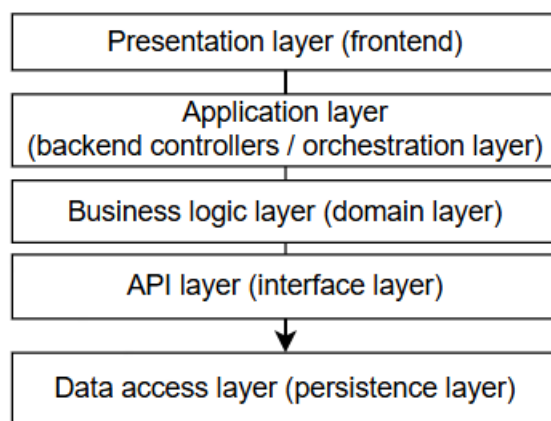 Presentation layer (frontend)
Application layer
(backend controllers / orchestration layer)
Business logic layer (domain layer)
API layer (interface layer)
Data access layer (persistence layer)